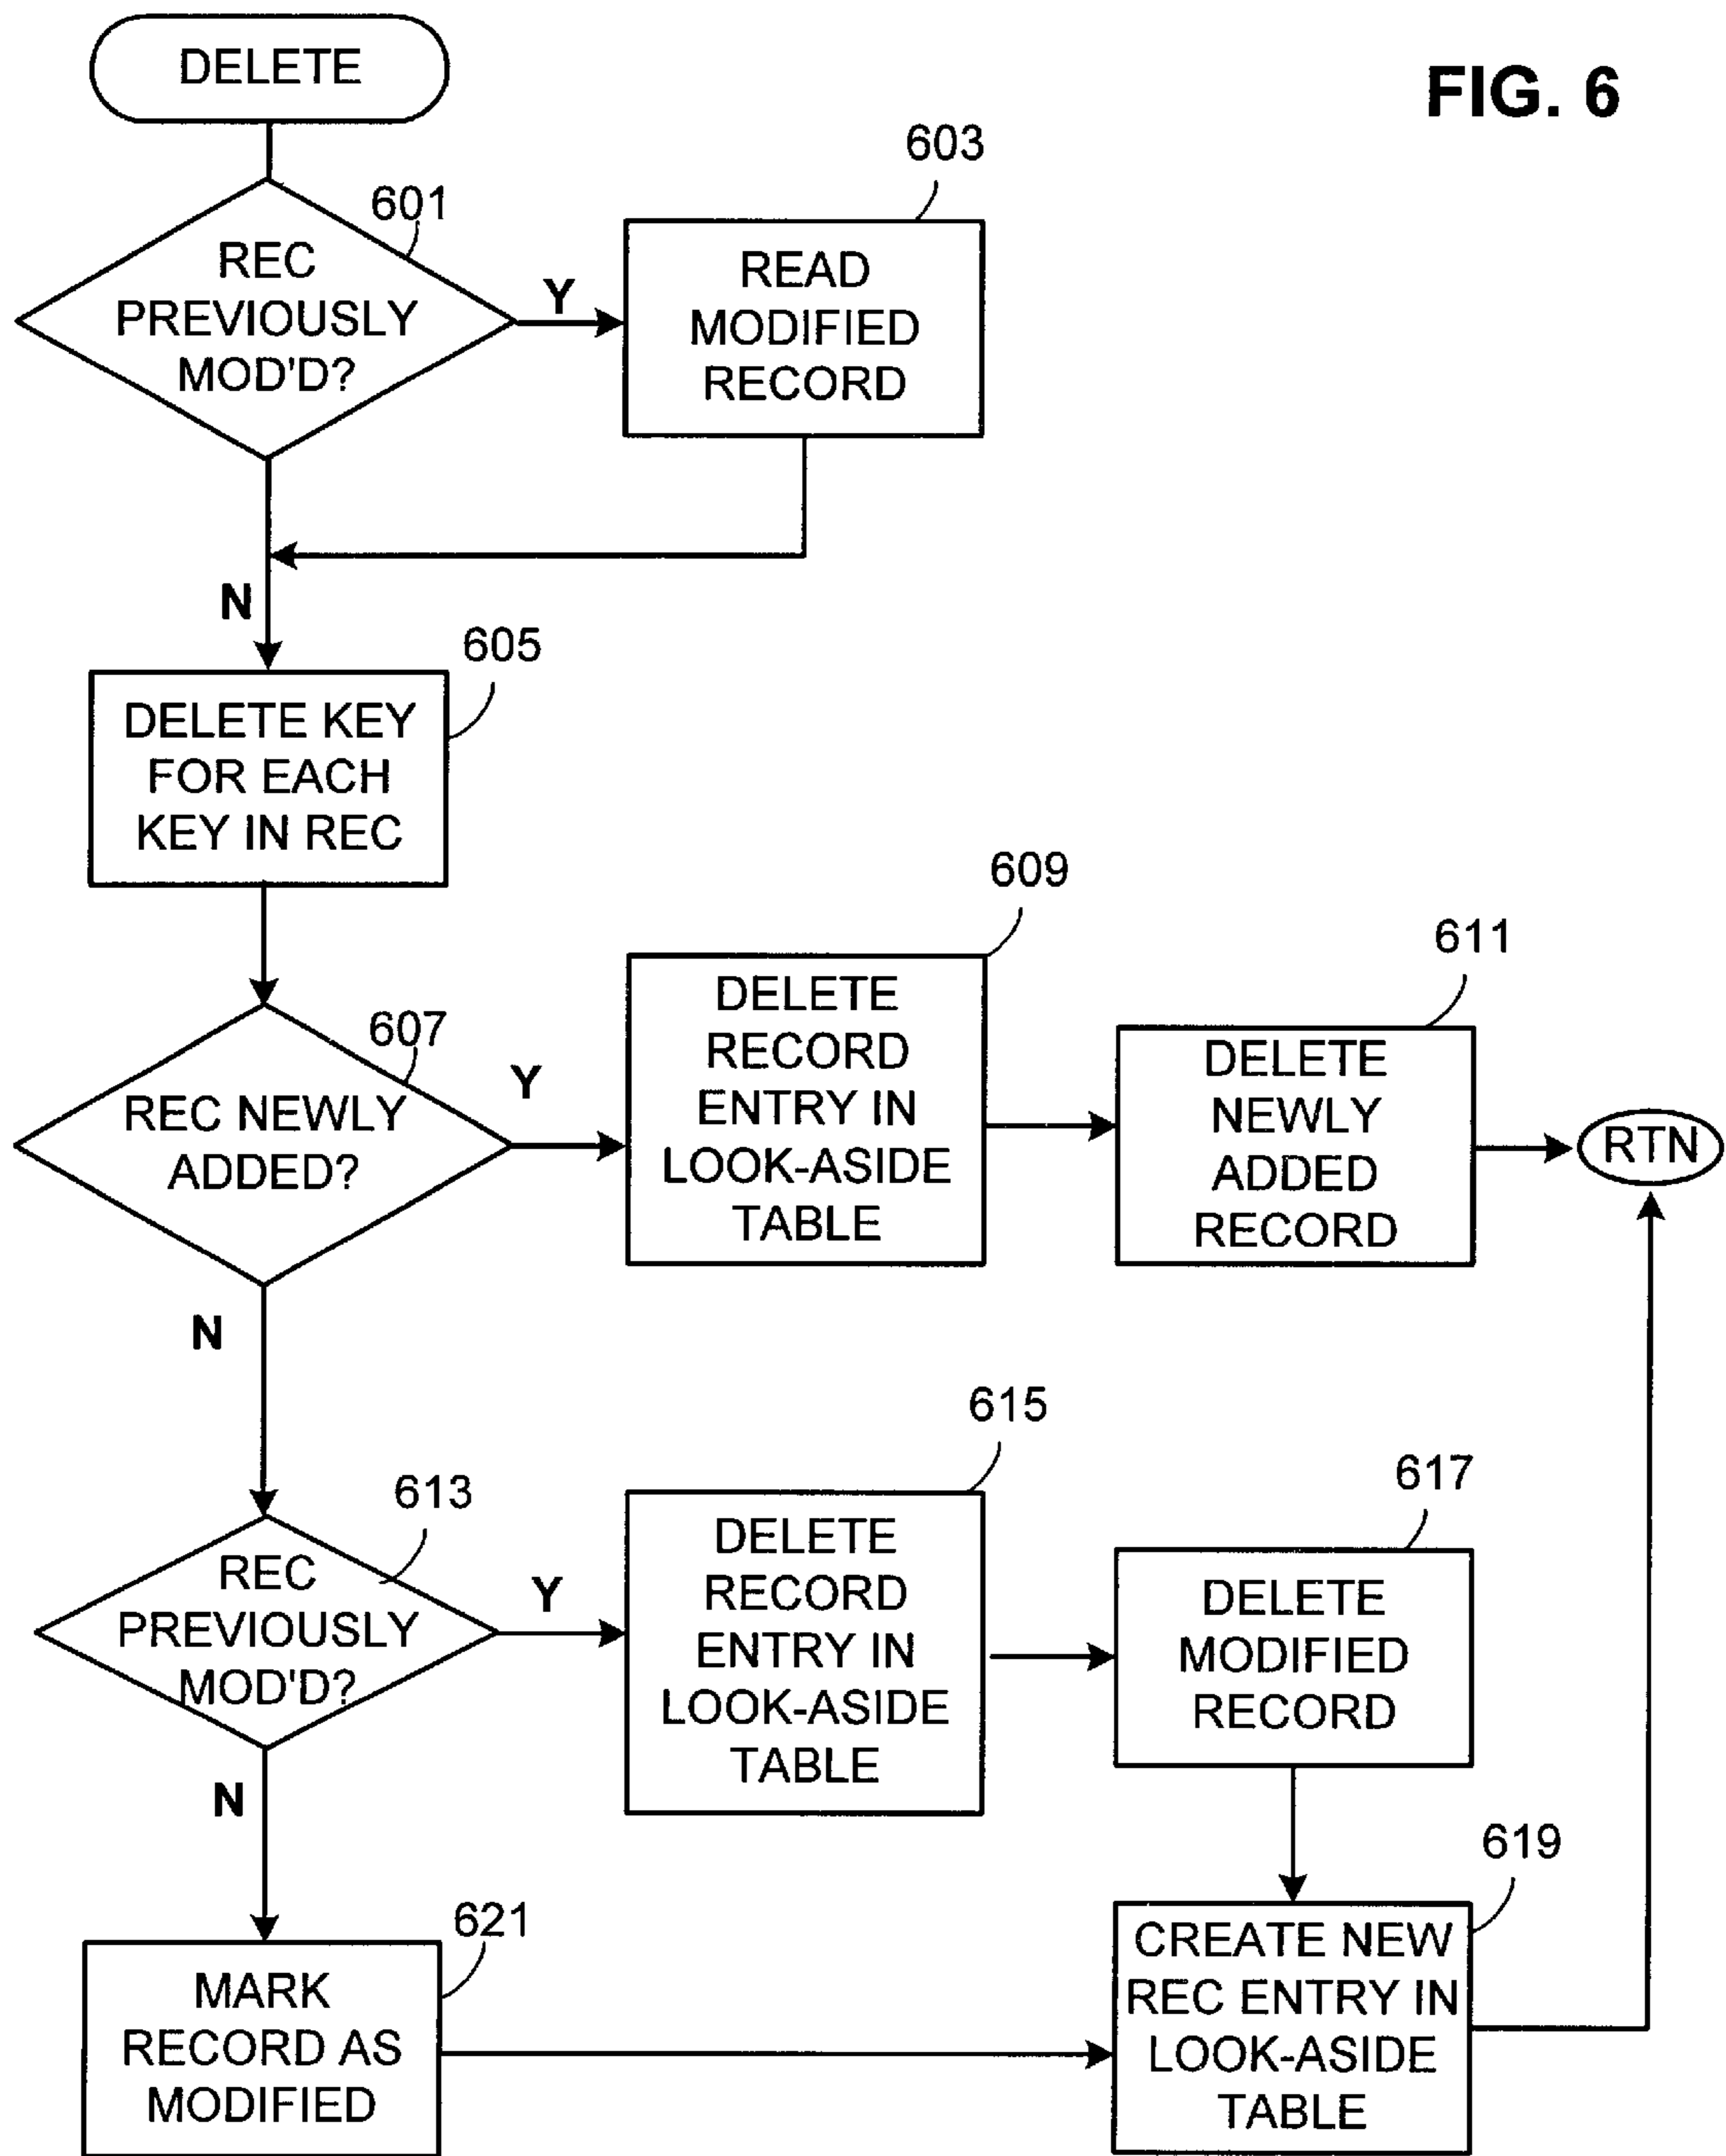 DELETE
FIG. 6
601
603
REC
PREVIOUSLY
MOD'D?
Y
READ
MODIFIED
RECORD
N
605
DELETE KEY
FOR EACH
KEY IN REC
607
REC NEWLY
ADDED?
Y
609
DELETE
RECORD
ENTRY IN
LOOK-ASIDE
TABLE
611
DELETE
NEWLY
ADDED
RECORD
RTN
N
613
REC
PREVIOUSLY
MOD'D?
Y
615
DELETE
RECORD
ENTRY IN
LOOK-ASIDE
TABLE
617
DELETE
MODIFIED
RECORD
N
621
MARK
RECORD AS
MODIFIED
619
CREATE NEW
REC ENTRY IN
LOOK-ASIDE
TABLE